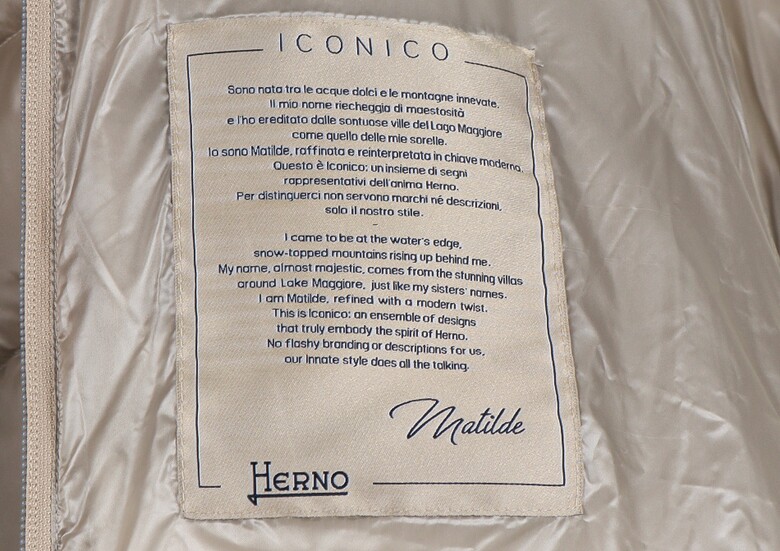 ICONICO
Sono nata tra le acque dolci e le montagne innevate.
Il mio nome riecheggia di maestosità
e l'ho ereditato dalle sontuose ville del Lago Maggiore
come quello delle mie sorelle.
Io sono Matilde, raffinata e reinterpretata in chiave moderna.
Questo è Iconico: un insieme di segni
rappresentativi dell'anima Herno.
Per distinguerci non servono marchi né descrizioni,
solo il nostro stile.
-
I came to be at the water's edge,
snow-topped mountains rising up behind me.
My name, almost majestic, comes from the stunning villas
around Lake Maggiore, just like my sisters' names.
I am Matilde, refined with a modern twist.
This is Iconico: an ensemble of designs
that truly embody the spirit of Herno.
No flashy branding or descriptions for us,
our innate style does all the talking.
Matilde
HERNO